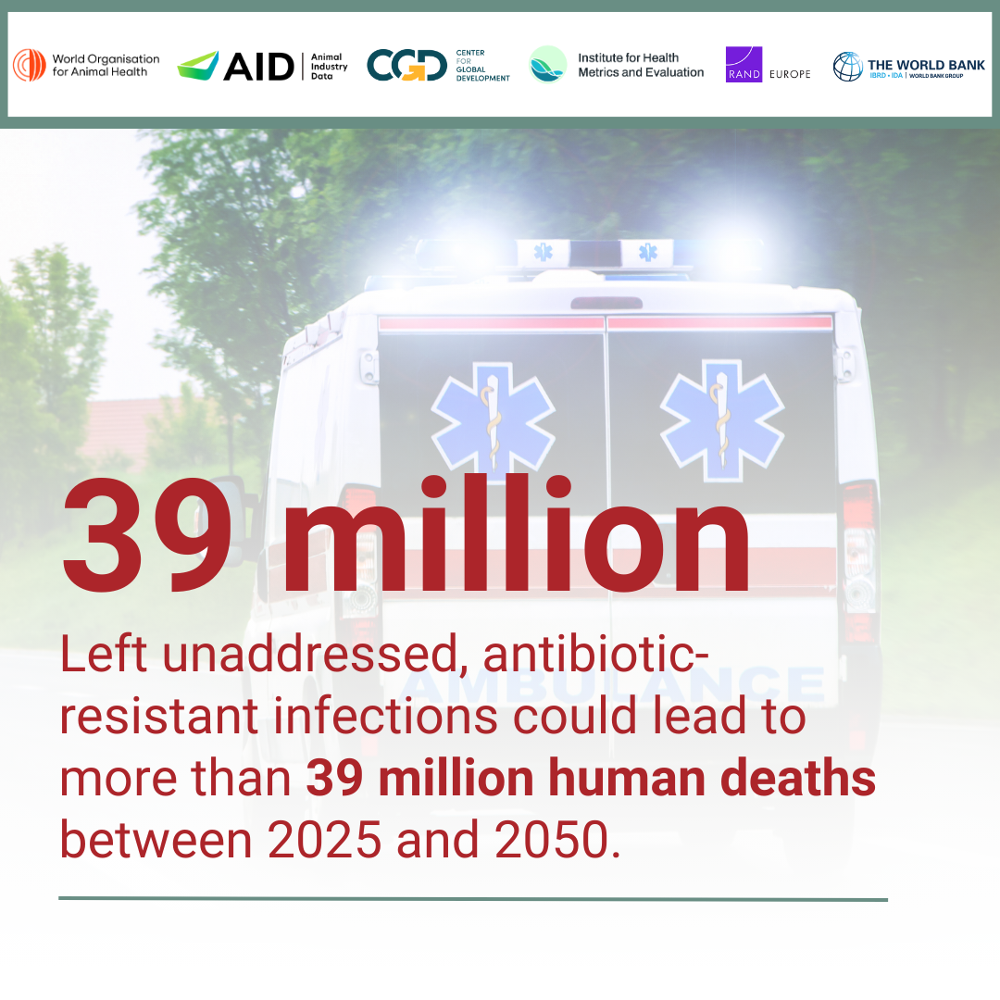 World Organisation
for Animal Health
AID
Animal
Industry
Data
CGD
CENTER
FOR
GLOBAL
DEVELOPMENT
Institute for Health
Metrics and Evaluation
RAND EUROPE
THE WORLD BANK
IBRD • IDA | WORLD BANK GROUP
39 million
Left unaddressed, antibiotic-
resistant infections could lead to
more than 39 million human deaths
between 2025 and 2050.
AMBULANCE